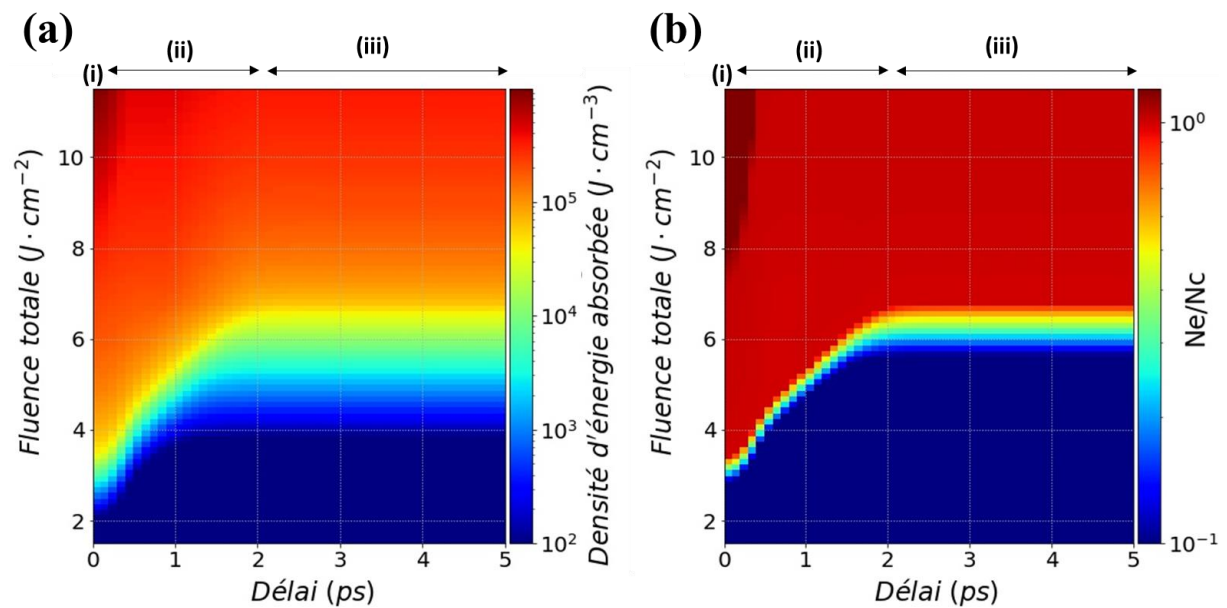 (a)
(i) (ii) (iii)
Fluence totale (J · cm⁻²)
10
8
6
4
2
0 1 2 3 4 5
Délai (ps)
10⁵
10⁴
10³
10²
Densité d'énergie absorbée (J · cm⁻³)
(b)
(i) (ii) (iii)
Fluence totale (J · cm⁻²)
10
8
6
4
2
0 1 2 3 4 5
Délai (ps)
10⁰
10⁻¹
Ne/Nc